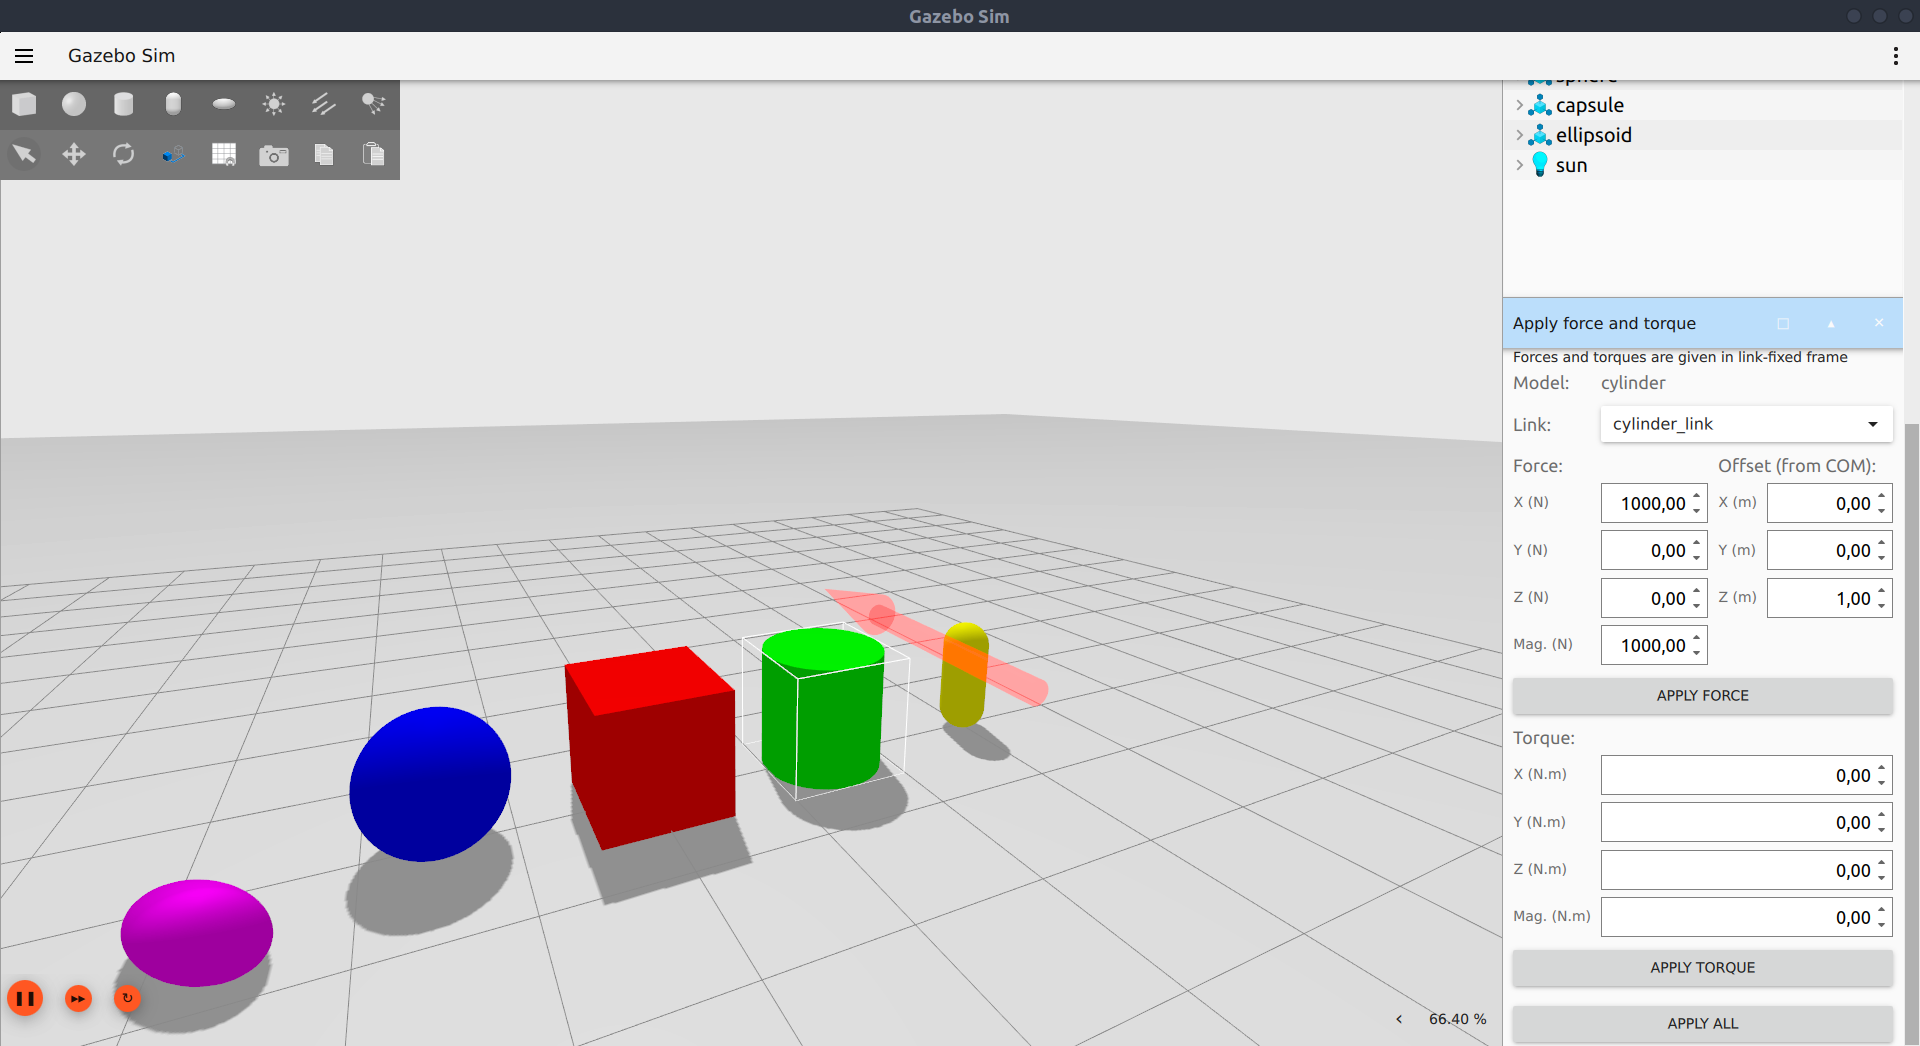 Gazebo Sim
Gazebo Sim
sphere
capsule
ellipsoid
sun
Apply force and torque
Forces and torques are given in link-fixed frame
Model: cylinder
Link: cylinder_link
Force: Offset (from COM):
X (N) 1000,00 X (m) 0,00
Y (N) 0,00 Y (m) 0,00
Z (N) 0,00 Z (m) 1,00
Mag. (N) 1000,00
APPLY FORCE
Torque:
X (N.m) 0,00
Y (N.m) 0,00
Z (N.m) 0,00
Mag. (N.m) 0,00
APPLY TORQUE
66.40 %
APPLY ALL